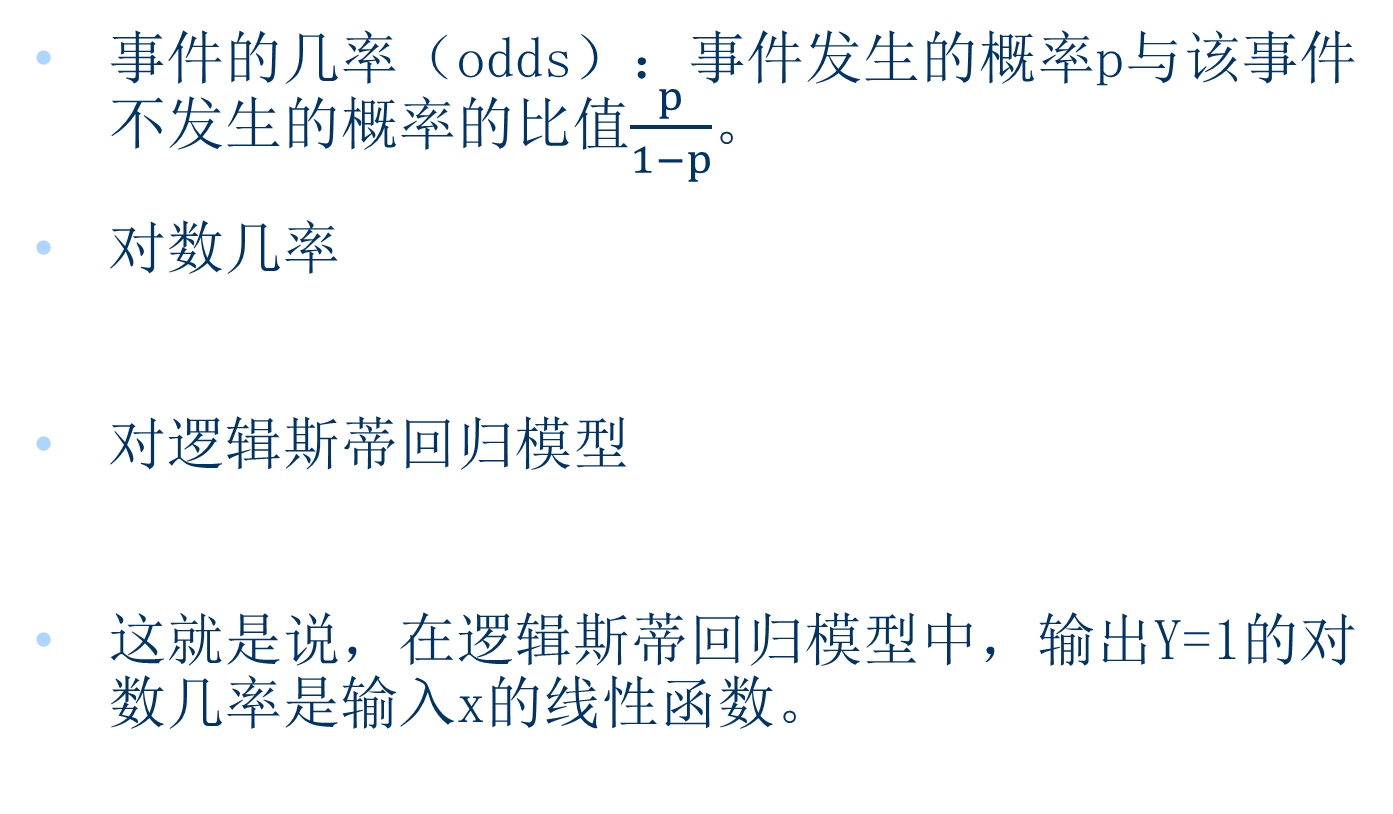 • 事件的几率（odds）：事件发生的概率p与该事件
不发生的概率的比值p/(1−p)。
• 对数几率
• 对逻辑斯蒂回归模型
• 这就是说，在逻辑斯蒂回归模型中，输出Y=1的对
数几率是输入x的线性函数。